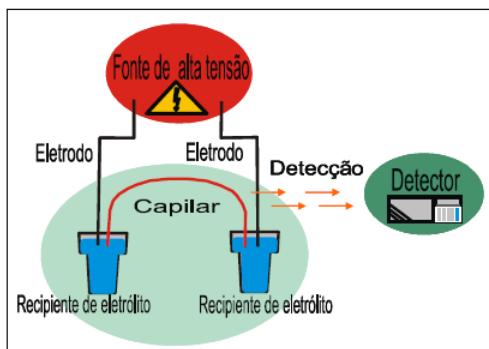 Fonte de alta tensão
Eletrodo
Eletrodo
Detecção
Detector
Capilar
Recipiente de eletrólito
Recipiente de eletrólito